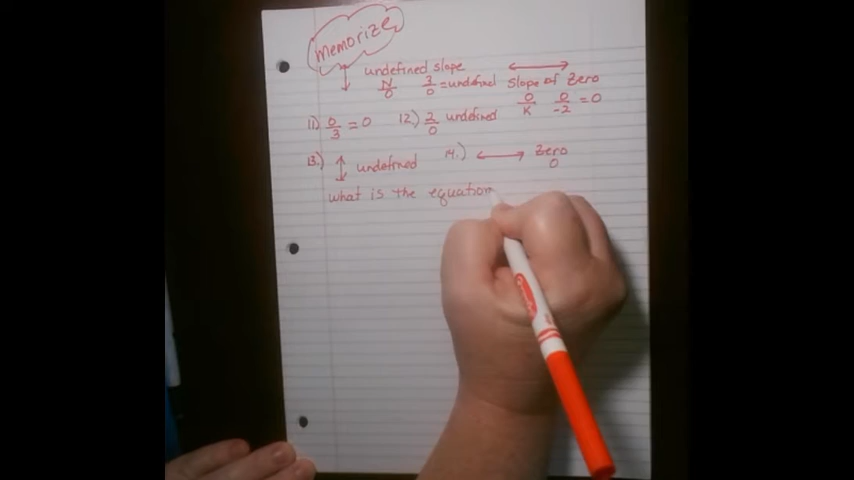 memorize
undefined slope
N/0 3/0 = undefined slope of zero
0/K 0/-2 = 0
11) 0/3 = 0 12.) 2/0 undefined
13.) undefined 14.) zero
0
what is the equation